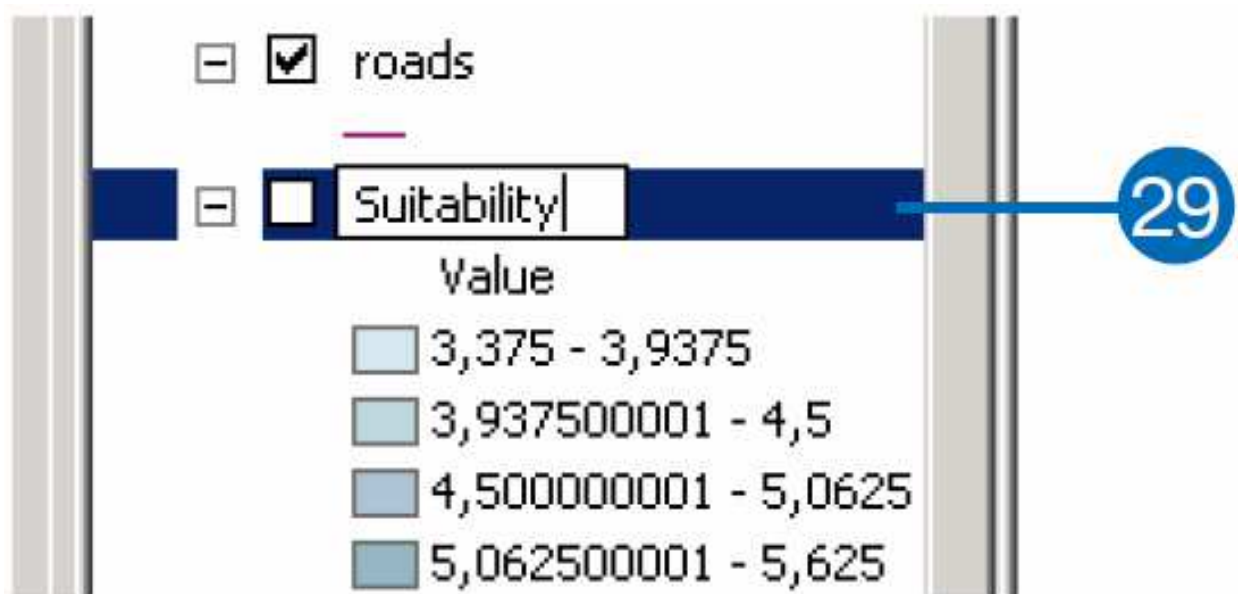 roads
Suitability
29
Value
3,375 - 3,9375
3,937500001 - 4,5
4,500000001 - 5,0625
5,062500001 - 5,625